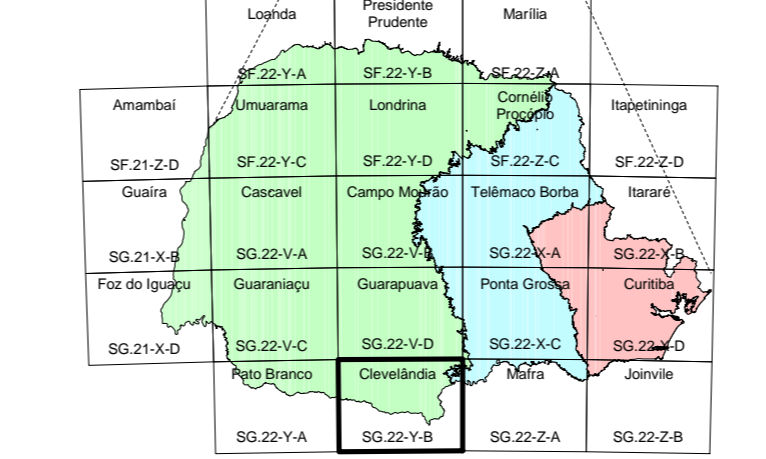 Loanda
Presidente
Prudente
Marília
SF.22-Y-A
SF.22-Y-B
SF.22-Z-A
Amambaí
Umuarama
Londrina
Cornélio
Procópio
Itapetininga
SF.21-Z-D
SF.22-Y-C
SF.22-Y-D
SF.22-Z-C
SF.22-Z-D
Guaíra
Cascavel
Campo Mourão
Telêmaco Borba
Itararé
SG.21-X-B
SG.22-V-A
SG.22-V-B
SG.22-X-A
SG.22-X-B
Foz do Iguaçu
Guaraniaçu
Guarapuava
Ponta Grossa
Curitiba
SG.21-X-D
SG.22-V-C
SG.22-V-D
SG.22-X-C
SG.22-X-D
Pato Branco
Clevelândia
Mafra
Joinvile
SG.22-Y-A
SG.22-Y-B
SG.22-Z-A
SG.22-Z-B